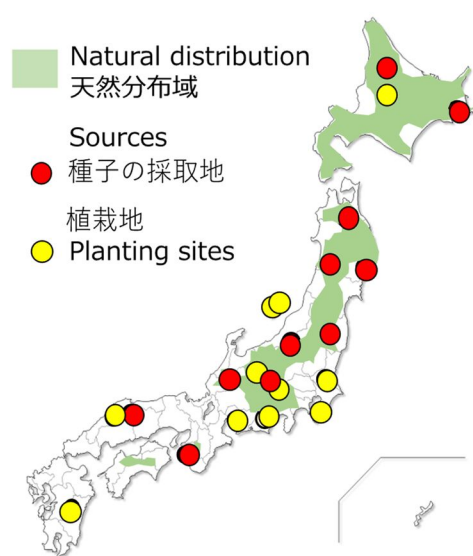 Natural distribution
天然分布域
Sources
種子の採取地
植栽地
Planting sites